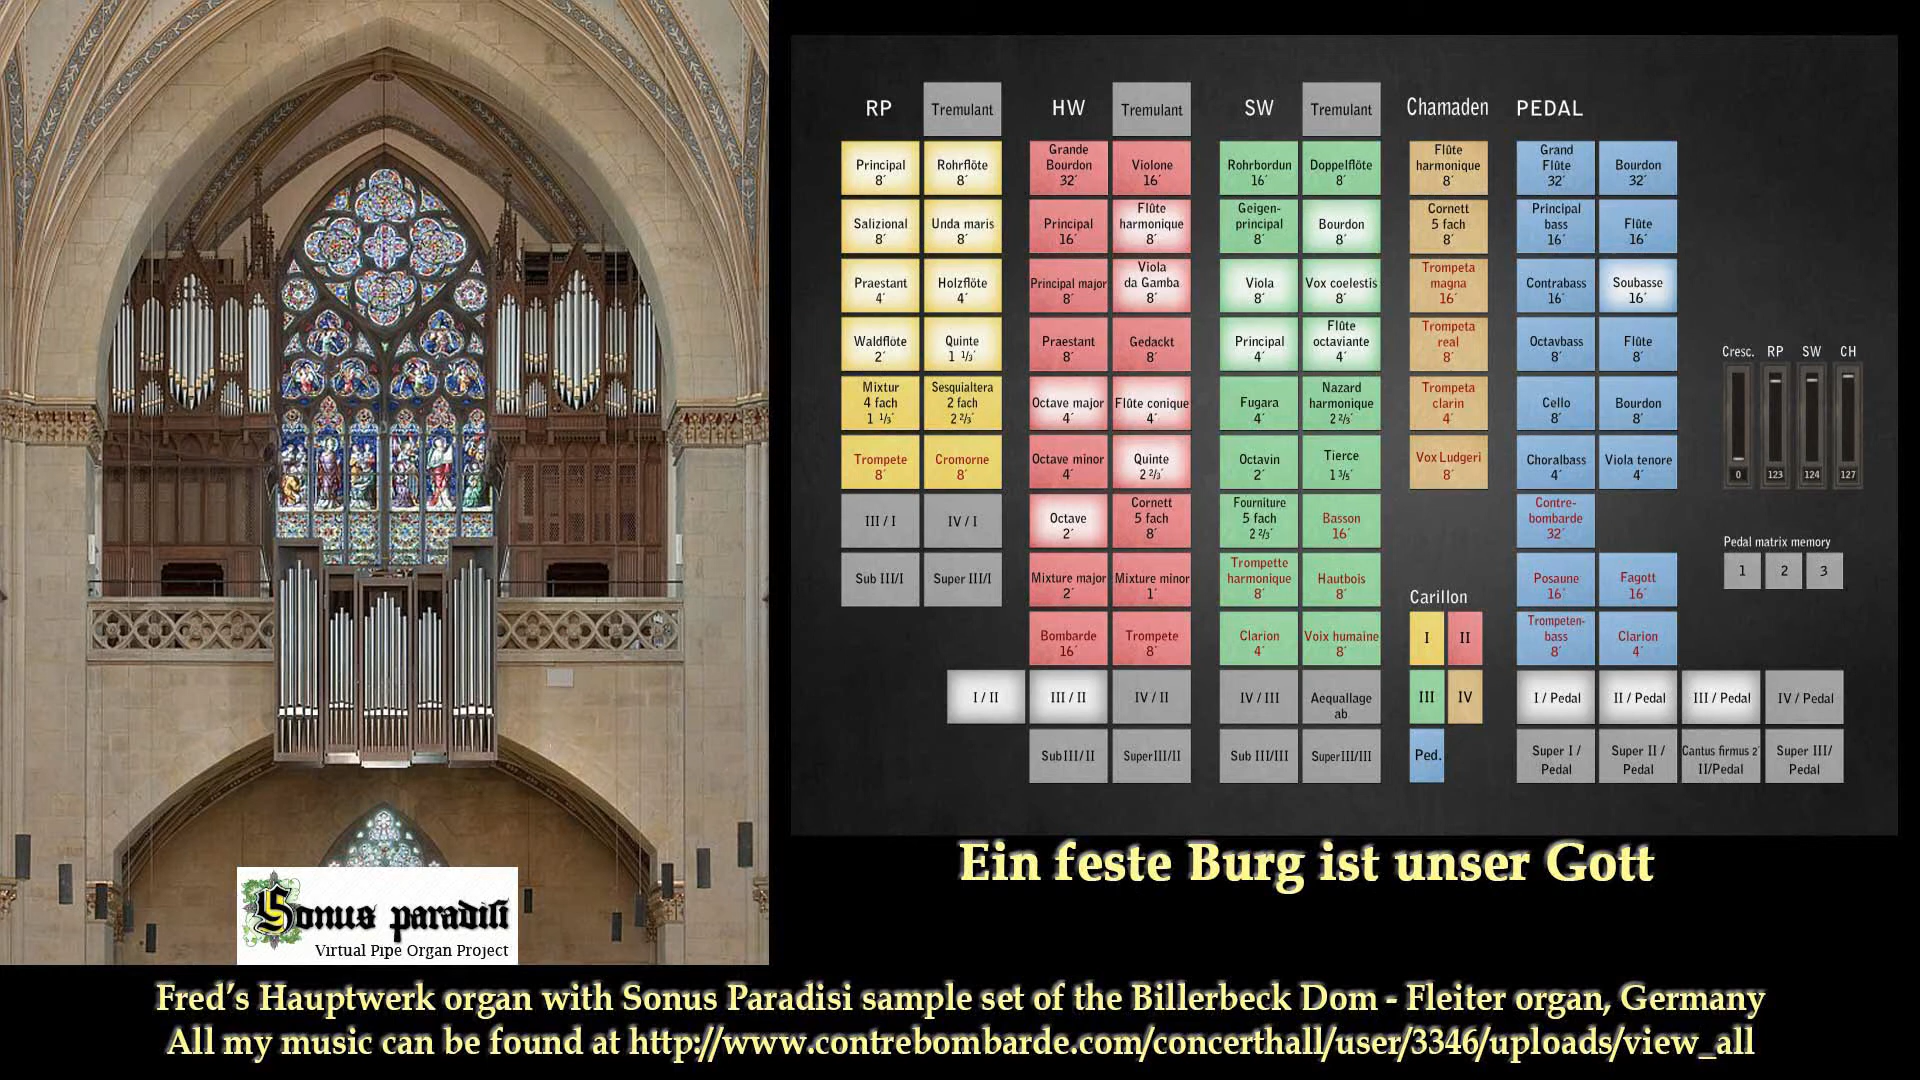 RP
Tremulant
HW
Tremulant
SW
Tremulant
Chamaden
PEDAL
Principal
8´
Rohrflöte
8´
Salizional
8´
Unda maris
8´
Praestant
4´
Holzflöte
4´
Waldflöte
2´
Quinte
1 1/3´
Mixtur
4 fach
1 1/3´
Sesquialtera
2 fach
2 2/3´
Trompete
8´
Cromorne
8´
III / I
IV / I
Sub III/I
Super III/I
Grande
Bourdon
32´
Violone
16´
Principal
16´
Flûte
harmonique
8´
Principal major
8´
Viola
da Gamba
8´
Praestant
8´
Gedackt
8´
Octave major
4´
Flûte conique
4´
Octave minor
4´
Quinte
2 2/3´
Octave
2´
Cornett
5 fach
8´
Mixture major
2´
Mixture minor
1´
Bombarde
16´
Trompete
8´
I / II
III / II
IV / II
Sub III / II
Super III / II
Rohrbordun
16´
Doppelflöte
8´
Geigen-
principal
8´
Bourdon
8´
Viola
8´
Vox coelestis
8´
Principal
4´
Flûte
octaviante
4´
Fugara
4´
Nazard
harmonique
2 2/3´
Octavin
2´
Tierce
1 3/5´
Fourniture
5 fach
2 2/3´
Basson
16´
Trompette
harmonique
8´
Hautbois
8´
Clarion
4´
Voix humaine
8´
IV / III
Aequallage
ab
Sub III/III
Super III/III
Flûte
harmonique
8´
Cornett
5 fach
8´
Trompeta
magna
16´
Trompeta
real
8´
Trompeta
clarin
4´
Vox Ludgeri
8´
Carillon
I
II
III
IV
Ped.
Grand
Flûte
32´
Bourdon
32´
Principal
bass
16´
Flûte
16´
Contrabass
16´
Soubasse
16´
Octavbass
8´
Flûte
8´
Cello
8´
Bourdon
8´
Choralbass
4´
Viola tenore
4´
Contre-
bombarde
32´
Posaune
16´
Fagott
16´
Trompeten-
bass
8´
Clarion
4´
I / Pedal
II / Pedal
III / Pedal
IV / Pedal
Super I /
Pedal
Super II /
Pedal
Cantus firmus 2´
II/Pedal
Super III/
Pedal
Cresc. RP SW CH
0 123 124 127
Pedal matrix memory
1 2 3
Ein feste Burg ist unser Gott
Sonus paradisi
Virtual Pipe Organ Project
Fred's Hauptwerk organ with Sonus Paradisi sample set of the Billerbeck Dom - Fleiter organ, Germany
All my music can be found at http://www.contrebombarde.com/concerthall/user/3346/uploads/view_all